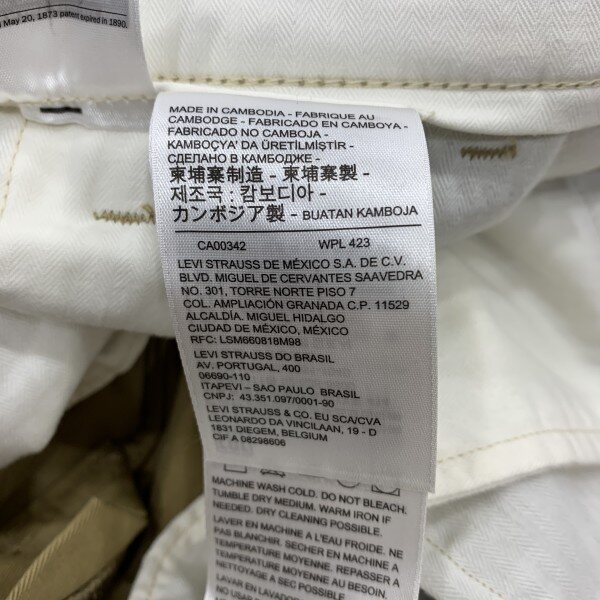 May 20, 1873 patent expired in 1890.
MADE IN CAMBODIA - FABRIQUE AU
CAMBODGE - FABRICADO EN CAMBOYA -
FABRICADO NO CAMBOJA -
KAMBOÇYA' DA ÜRETİLMİŞTİR -
СДЕЛАНО В КАМБОДЖЕ -
柬埔寨制造 - 柬埔寨製 -
제조국 : 캄보디아 -
カンボジア製 - BUATAN KAMBOJA
CA00342 WPL 423
LEVI STRAUSS DE MÉXICO S.A. DE C.V.
BLVD. MIGUEL DE CERVANTES SAAVEDRA
NO. 301, TORRE NORTE PISO 7
COL. AMPLIACIÓN GRANADA C.P. 11529
ALCALDÍA. MIGUEL HIDALGO
CIUDAD DE MÉXICO, MÉXICO
RFC: LSM660818M98
LEVI STRAUSS DO BRASIL
AV, PORTUGAL, 400
06690-110
ITAPEVI – SAO PAULO BRASIL
CNPJ: 43.351.097/0001-90
LEVI STRAUSS & CO. EU SCA/CVA
LEONARDO DA VINCILAAN, 19 - D
1831 DIEGEM, BELGIUM
CIF A 08298606
MACHINE WASH COLD. DO NOT BLEACH.
TUMBLE DRY MEDIUM. WARM IRON IF
NEEDED. DRY CLEANING POSSIBLE.
LAVER EN MACHINE A L'EAU FROIDE. NE
PAS BLANCHIR. SECHER EN MACHINE A
TEMPERATURE MOYENNE. REPASSER A
TEMPERATURE MOYENNE AU BESOIN.
NETTOYAGE A SEC POSSIBLE.
LAVAR EN LAVADORA